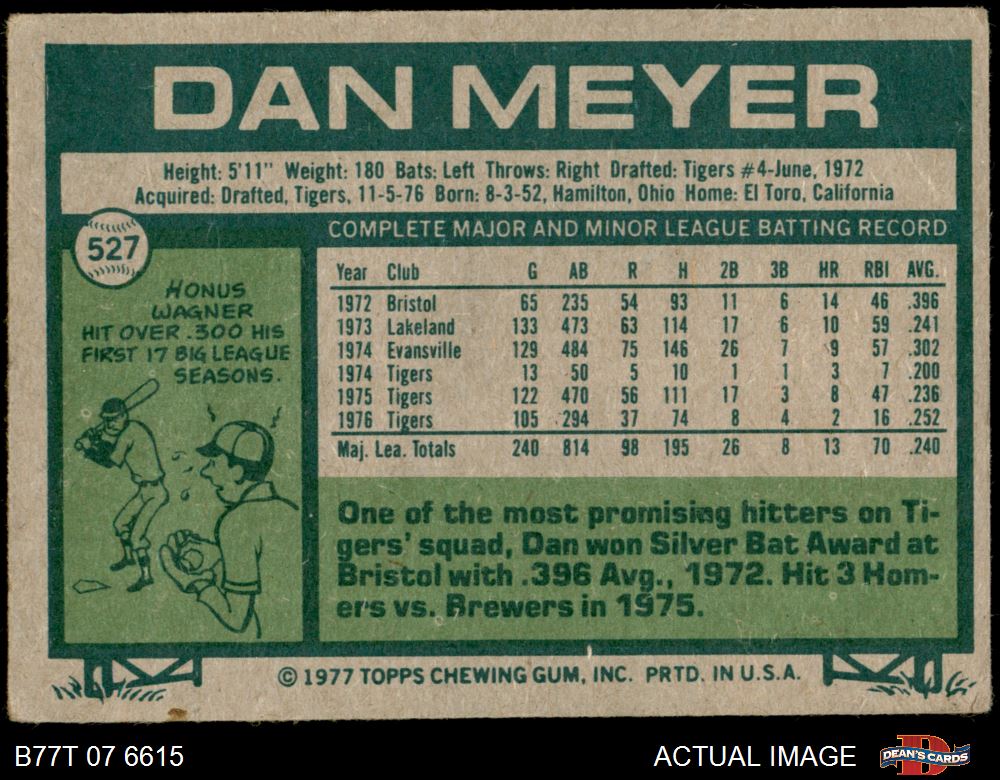 DAN MEYER
Height: 5'11" Weight: 180 Bats: Left Throws: Right Drafted: Tigers #4-June, 1972
Acquired: Drafted, Tigers, 11-5-76 Born: 8-3-52, Hamilton, Ohio Home: El Toro, California
527
HONUS
WAGNER
HIT OVER .300 HIS
FIRST 17 BIG LEAGUE
SEASONS.
COMPLETE MAJOR AND MINOR LEAGUE BATTING RECORD
Year Club G AB R H 2B 3B HR RBI AVG.
1972 Bristol 65 235 54 93 11 6 14 46 .396
1973 Lakeland 133 473 63 114 17 6 10 59 .241
1974 Evansville 129 484 75 146 26 7 9 57 .302
1974 Tigers 13 50 5 10 1 1 3 7 .200
1975 Tigers 122 470 56 111 17 3 8 47 .236
1976 Tigers 105 294 37 74 8 4 2 16 .252
Maj. Lea. Totals 240 814 98 195 26 8 13 70 .240
One of the most promising hitters on Ti-
gers' squad, Dan won Silver Bat Award at
Bristol with .396 Avg., 1972. Hit 3 Hom-
ers vs. Brewers in 1975.
© 1977 TOPPS CHEWING GUM, INC. PRTD. IN U.S.A.
B77T 07 6615 ACTUAL IMAGE DEAN'S CARDS